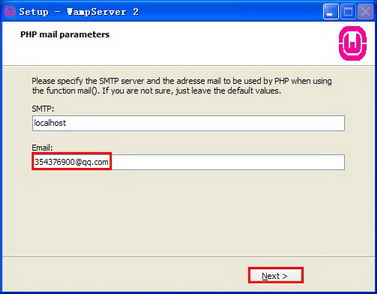 Setup - WampServer 2
PHP mail parameters
Please specify the SMTP server and the adresse mail to be used by PHP when using
the function mail(). If you are not sure, just leave the default values.
SMTP:
localhost
Email:
354376900@qq.com
Next >